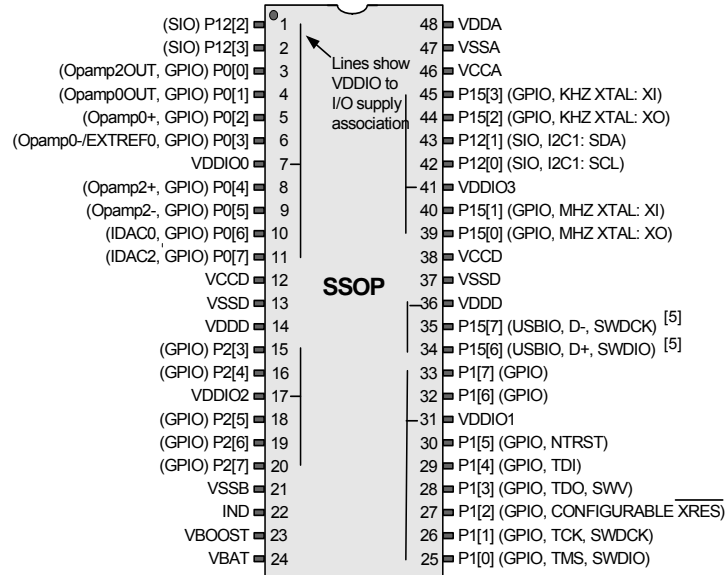 (SIO) P12[2] 1
(SIO) P12[3] 2
(Opamp2OUT, GPIO) P0[0] 3
(Opamp0OUT, GPIO) P0[1] 4
(Opamp0+, GPIO) P0[2] 5
(Opamp0-/EXTREF0, GPIO) P0[3] 6
VDDIO0 7
(Opamp2+, GPIO) P0[4] 8
(Opamp2-, GPIO) P0[5] 9
(IDAC0, GPIO) P0[6] 10
(IDAC2, GPIO) P0[7] 11
VCCD 12
VSSD 13
VDDD 14
(GPIO) P2[3] 15
(GPIO) P2[4] 16
VDDIO2 17
(GPIO) P2[5] 18
(GPIO) P2[6] 19
(GPIO) P2[7] 20
VSSB 21
IND 22
VBOOST 23
VBAT 24
Lines show
VDDIO to
I/O supply
association
SSOP
48 VDDA
47 VSSA
46 VCCA
45 P15[3] (GPIO, KHZ XTAL: XI)
44 P15[2] (GPIO, KHZ XTAL: XO)
43 P12[1] (SIO, I2C1: SDA)
42 P12[0] (SIO, I2C1: SCL)
41 VDDIO3
40 P15[1] (GPIO, MHZ XTAL: XI)
39 P15[0] (GPIO, MHZ XTAL: XO)
38 VCCD
37 VSSD
36 VDDD
35 P15[7] (USBIO, D-, SWDCK) [5]
34 P15[6] (USBIO, D+, SWDIO) [5]
33 P1[7] (GPIO)
32 P1[6] (GPIO)
31 VDDIO1
30 P1[5] (GPIO, NTRST)
29 P1[4] (GPIO, TDI)
28 P1[3] (GPIO, TDO, SWV)
27 P1[2] (GPIO, CONFIGURABLE XRES)
26 P1[1] (GPIO, TCK, SWDCK)
25 P1[0] (GPIO, TMS, SWDIO)